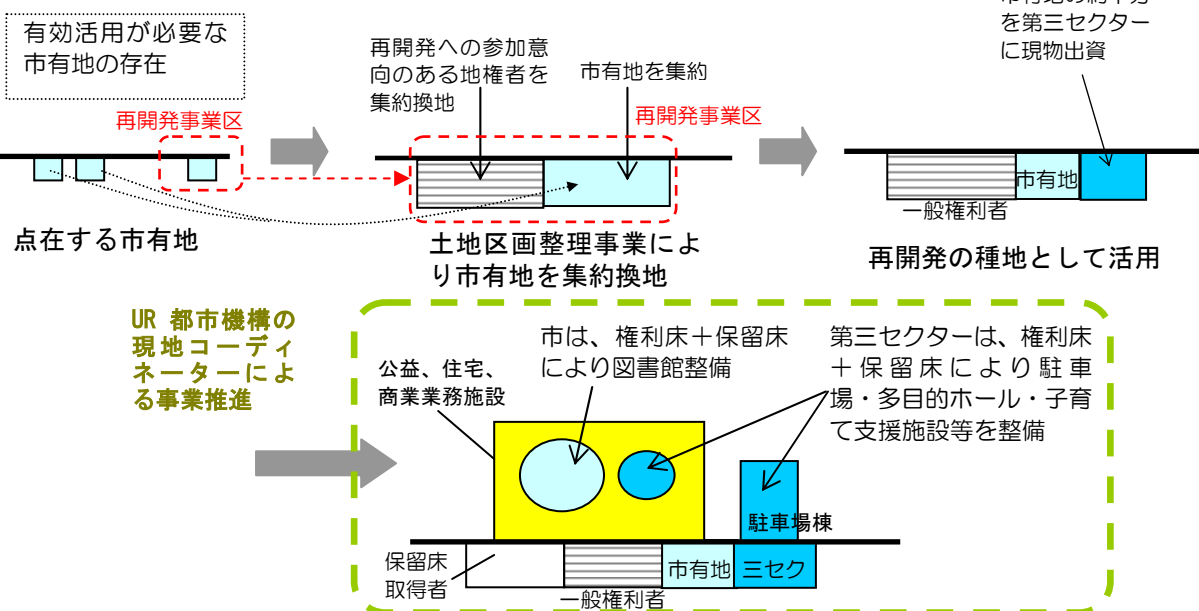 有効活用が必要な
市有地の存在
再開発事業区
点在する市有地
再開発への参加意
向のある地権者を
集約換地
市有地を集約
再開発事業区
土地区画整理事業によ
り市有地を集約換地
を第三セクター
に現物出資
市有地
一般権利者
再開発の種地として活用
UR 都市機構の
現地コーディ
ネーターによ
る事業推進
公益、住宅、
商業業務施設
市は、権利床＋保留床
により図書館整備
第三セクターは、権利床
＋保留床により駐車
場・多目的ホール・子育
て支援施設等を整備
駐車場棟
保留床
取得者
市有地
三セク
一般権利者